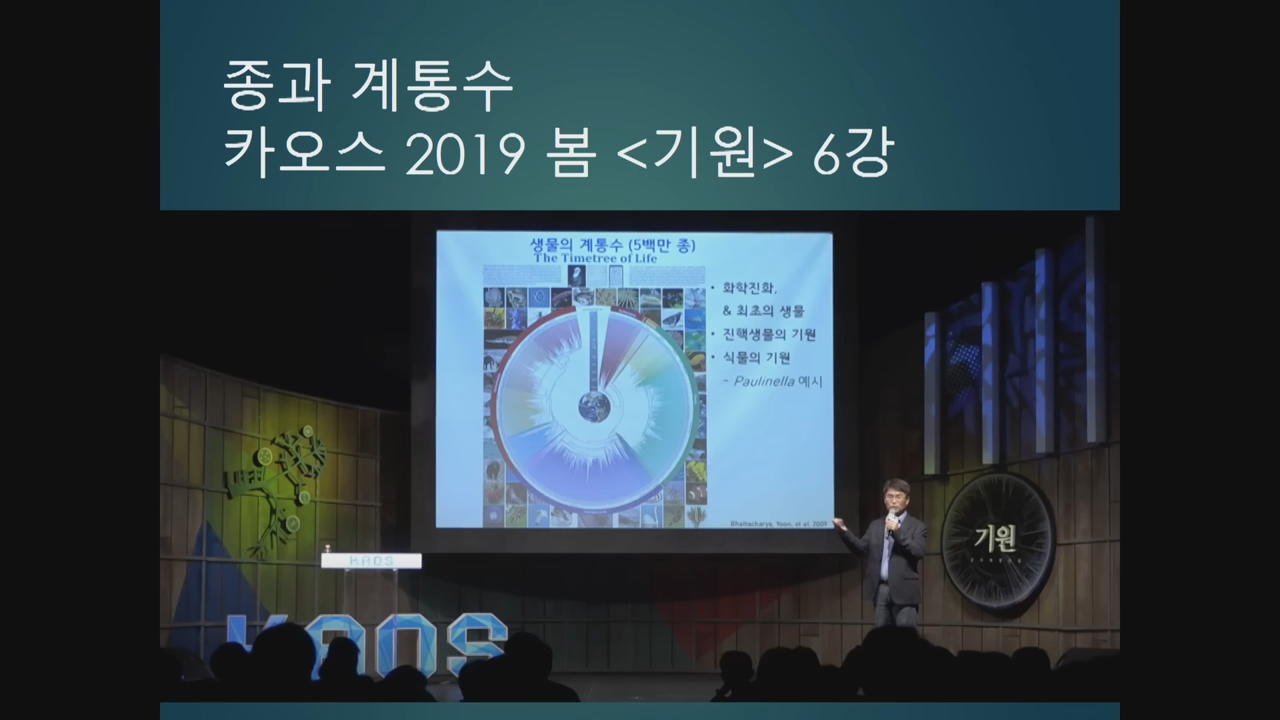 종과 계통수
카오스 2019 봄 <기원> 6강
생물의 계통수 (5백만 종)
The Timetree of Life
• 화학진화,
& 최초의 생물
• 진핵생물의 기원
• 식물의 기원
- Paulinella 예시
Bhattacharya, Yoon, et al. 2009
기원
KAOS
KAOS